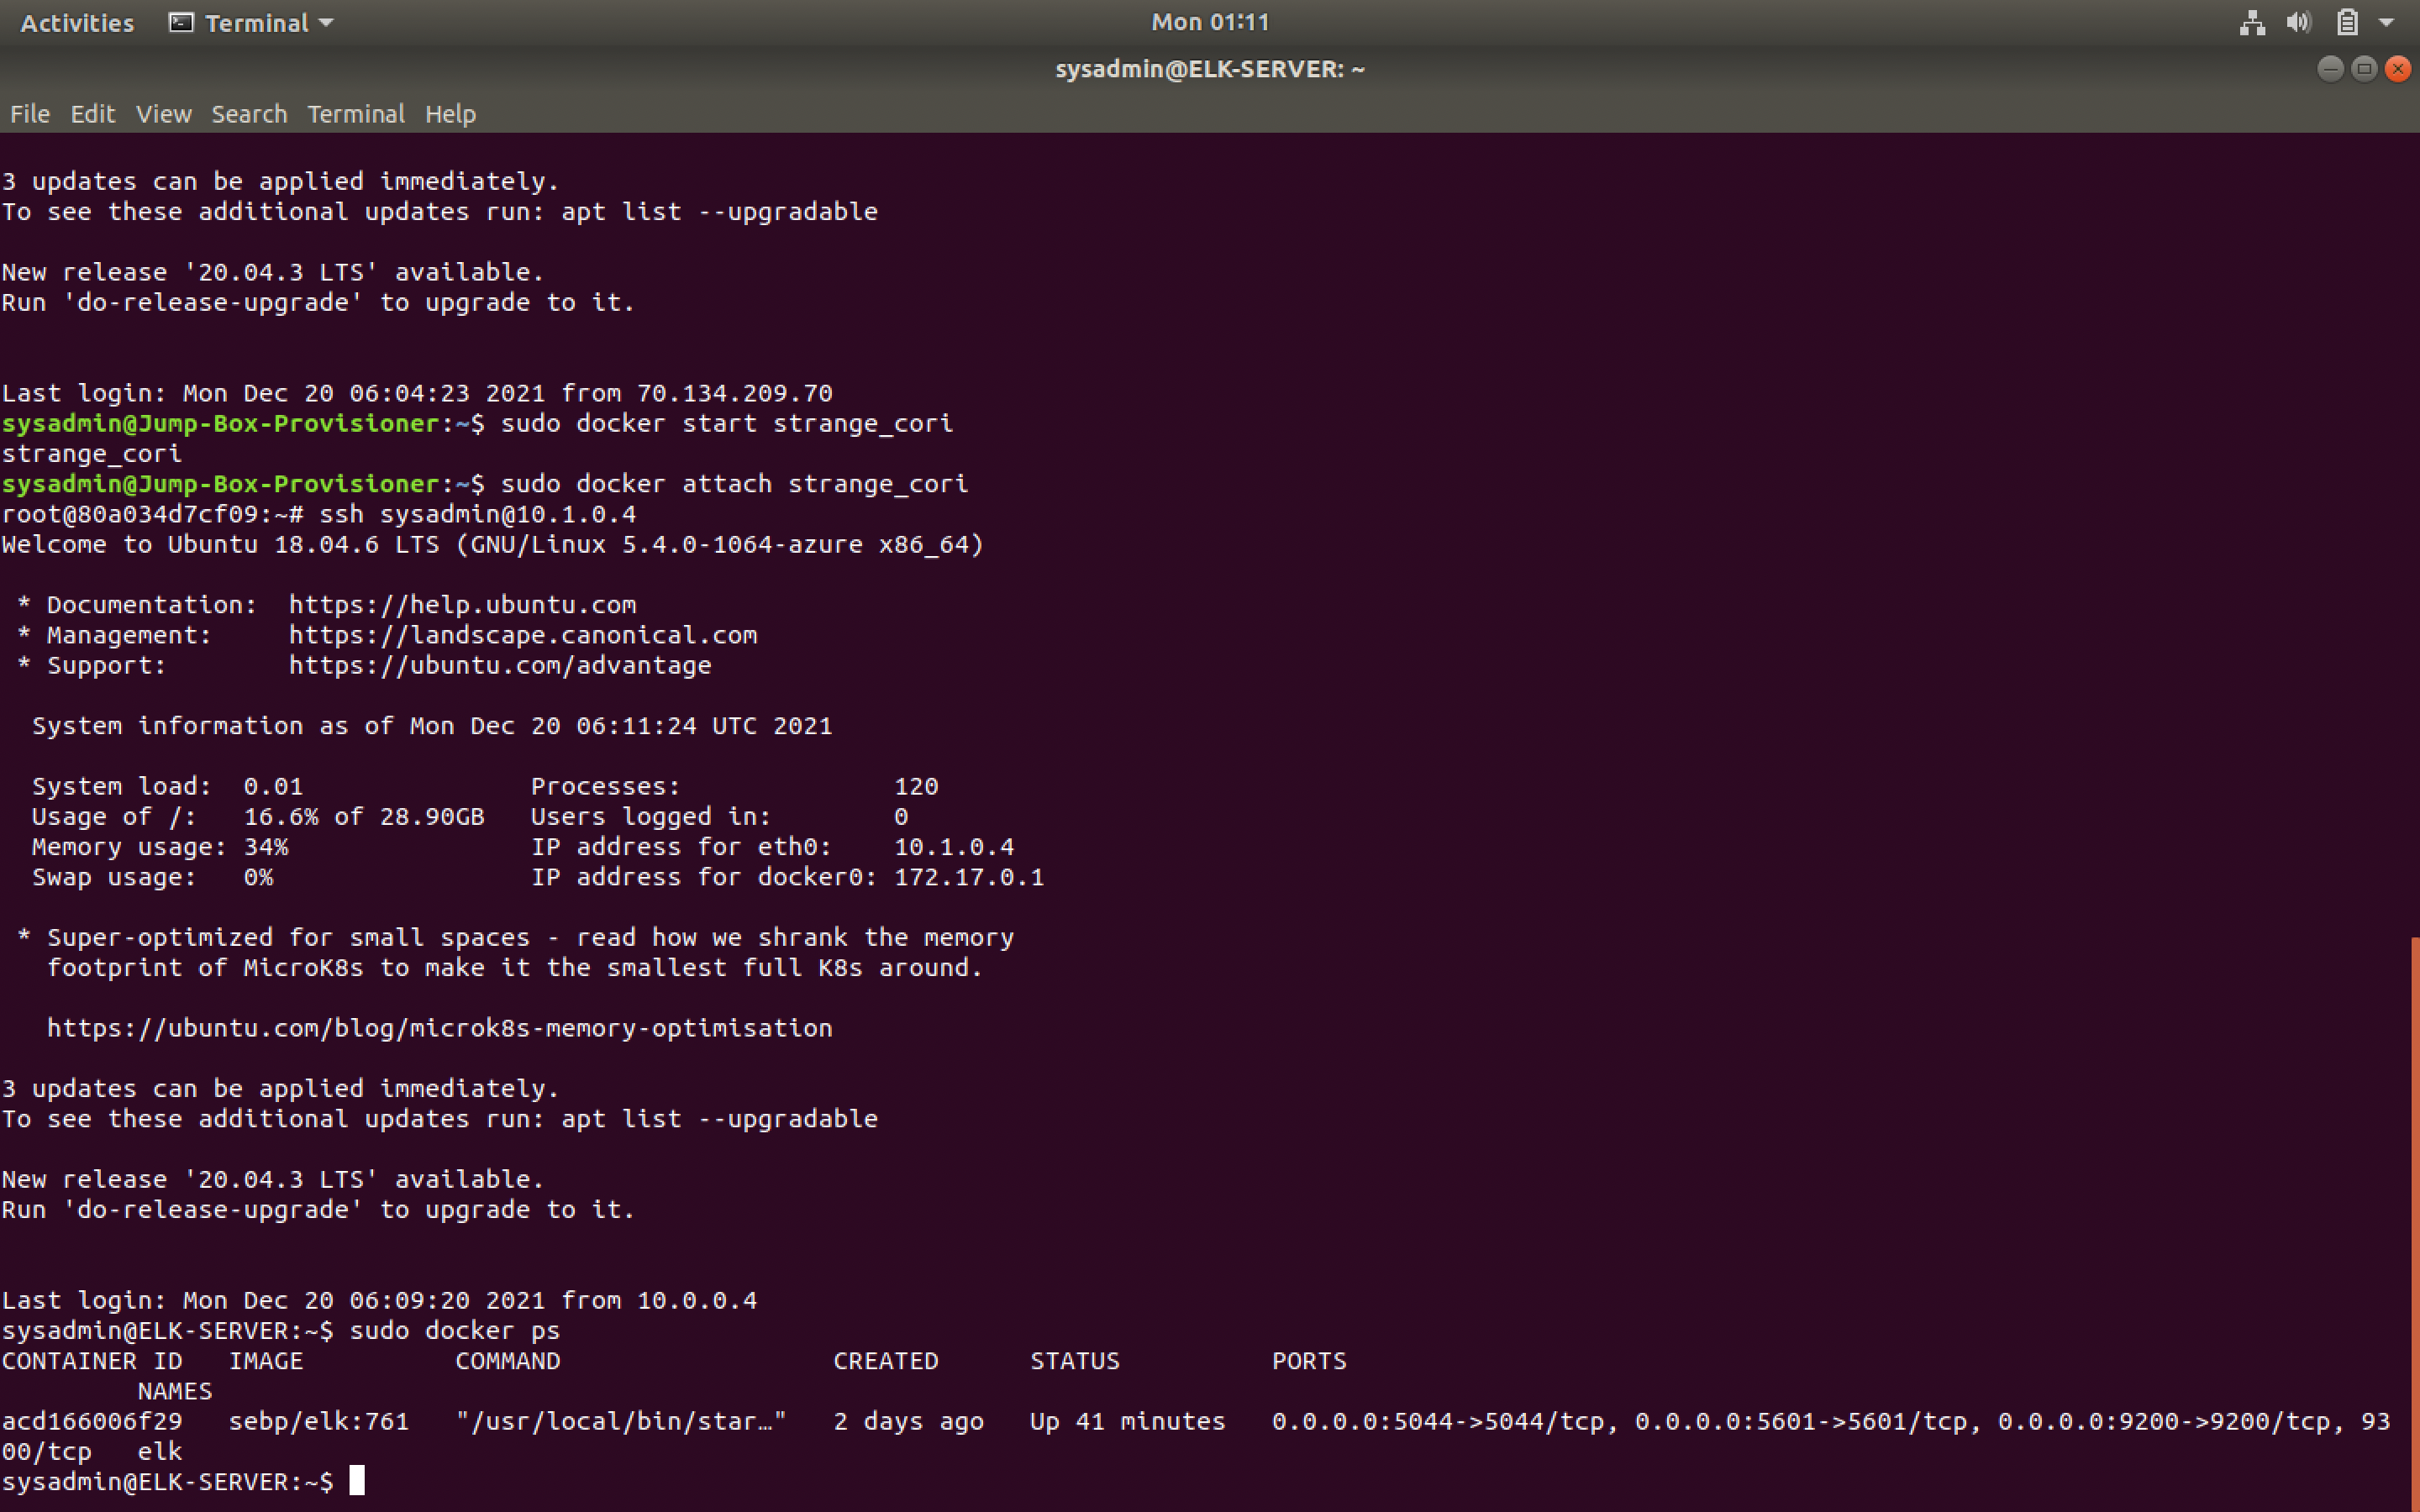 Activities Terminal Mon 01:11
sysadmin@ELK-SERVER: ~
File Edit View Search Terminal Help
3 updates can be applied immediately.
To see these additional updates run: apt list --upgradable
New release '20.04.3 LTS' available.
Run 'do-release-upgrade' to upgrade to it.
Last login: Mon Dec 20 06:04:23 2021 from 70.134.209.70
sysadmin@Jump-Box-Provisioner:~$ sudo docker start strange_cori
strange_cori
sysadmin@Jump-Box-Provisioner:~$ sudo docker attach strange_cori
root@80a034d7cf09:~# ssh sysadmin@10.1.0.4
Welcome to Ubuntu 18.04.6 LTS (GNU/Linux 5.4.0-1064-azure x86_64)
* Documentation:  https://help.ubuntu.com
* Management:     https://landscape.canonical.com
* Support:        https://ubuntu.com/advantage
System information as of Mon Dec 20 06:11:24 UTC 2021
System load:  0.01               Processes:              120
Usage of /:   16.6% of 28.90GB   Users logged in:        0
Memory usage: 34%                IP address for eth0:    10.1.0.4
Swap usage:   0%                 IP address for docker0: 172.17.0.1
* Super-optimized for small spaces - read how we shrank the memory
footprint of MicroK8s to make it the smallest full K8s around.
https://ubuntu.com/blog/microk8s-memory-optimisation
3 updates can be applied immediately.
To see these additional updates run: apt list --upgradable
New release '20.04.3 LTS' available.
Run 'do-release-upgrade' to upgrade to it.
Last login: Mon Dec 20 06:09:20 2021 from 10.0.0.4
sysadmin@ELK-SERVER:~$ sudo docker ps
CONTAINER ID   IMAGE          COMMAND                  CREATED      STATUS          PORTS
NAMES
acd166006f29   sebp/elk:761   "/usr/local/bin/star…"   2 days ago   Up 41 minutes   0.0.0.0:5044->5044/tcp, 0.0.0.0:5601->5601/tcp, 0.0.0.0:9200->9200/tcp, 93
00/tcp   elk
sysadmin@ELK-SERVER:~$